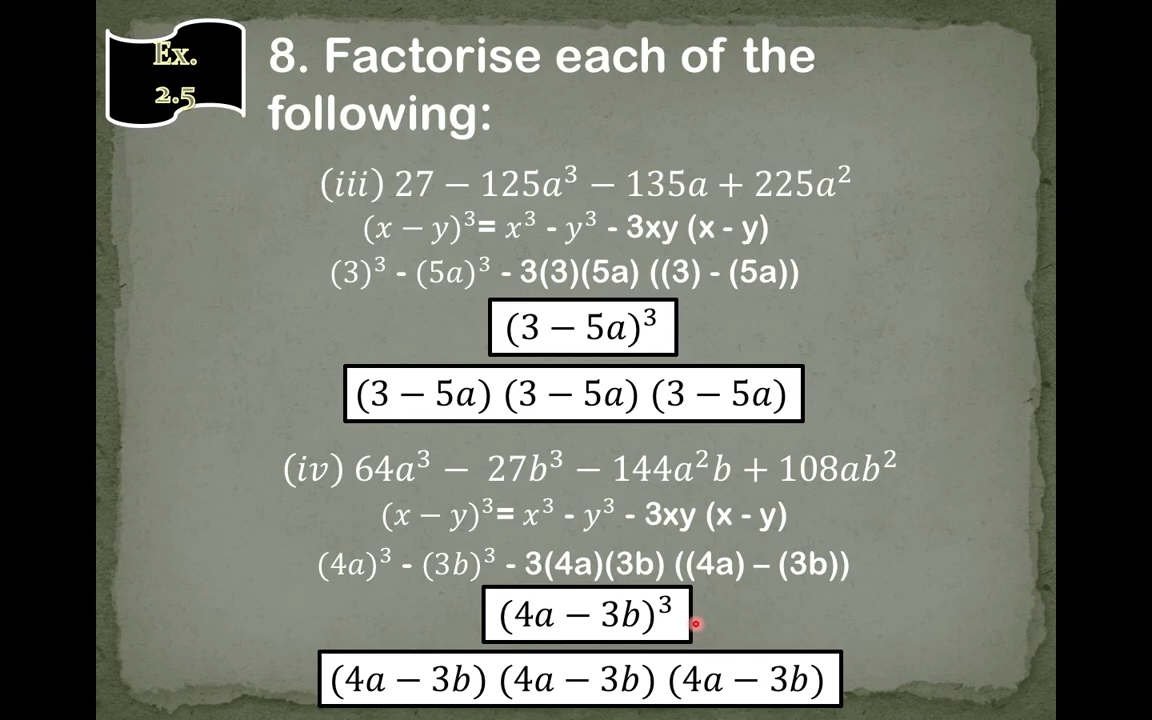 Ex.
2.5
8. Factorise each of the
following:
(iii) 27 − 125a³ − 135a + 225a²
(x − y)³= x³ - y³ - 3xy (x - y)
(3)³ - (5a)³ - 3(3)(5a) ((3) - (5a))
(3 − 5a)³
(3 − 5a) (3 − 5a) (3 − 5a)
(iv) 64a³ − 27b³ − 144a²b + 108ab²
(x − y)³= x³ - y³ - 3xy (x - y)
(4a)³ - (3b)³ - 3(4a)(3b) ((4a) – (3b))
(4a − 3b)³
(4a − 3b) (4a − 3b) (4a − 3b)